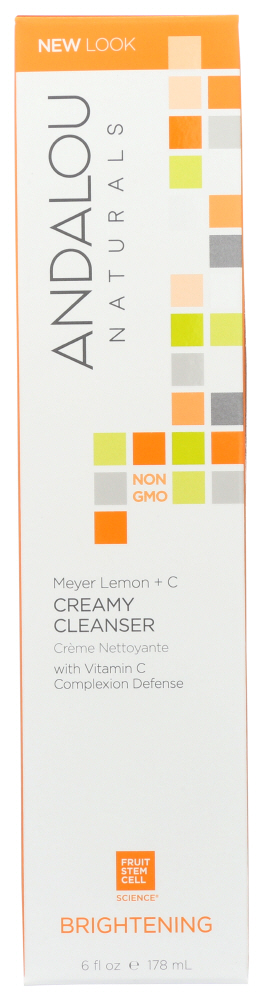 NEW LOOK
ANDALOU
NATURALS
NON
GMO
Meyer Lemon + C
CREAMY
CLEANSER
Crème Nettoyante
with Vitamin C
Complexion Defense
FRUIT
STEM
CELL
SCIENCE®
BRIGHTENING
6 fl oz e 178 mL